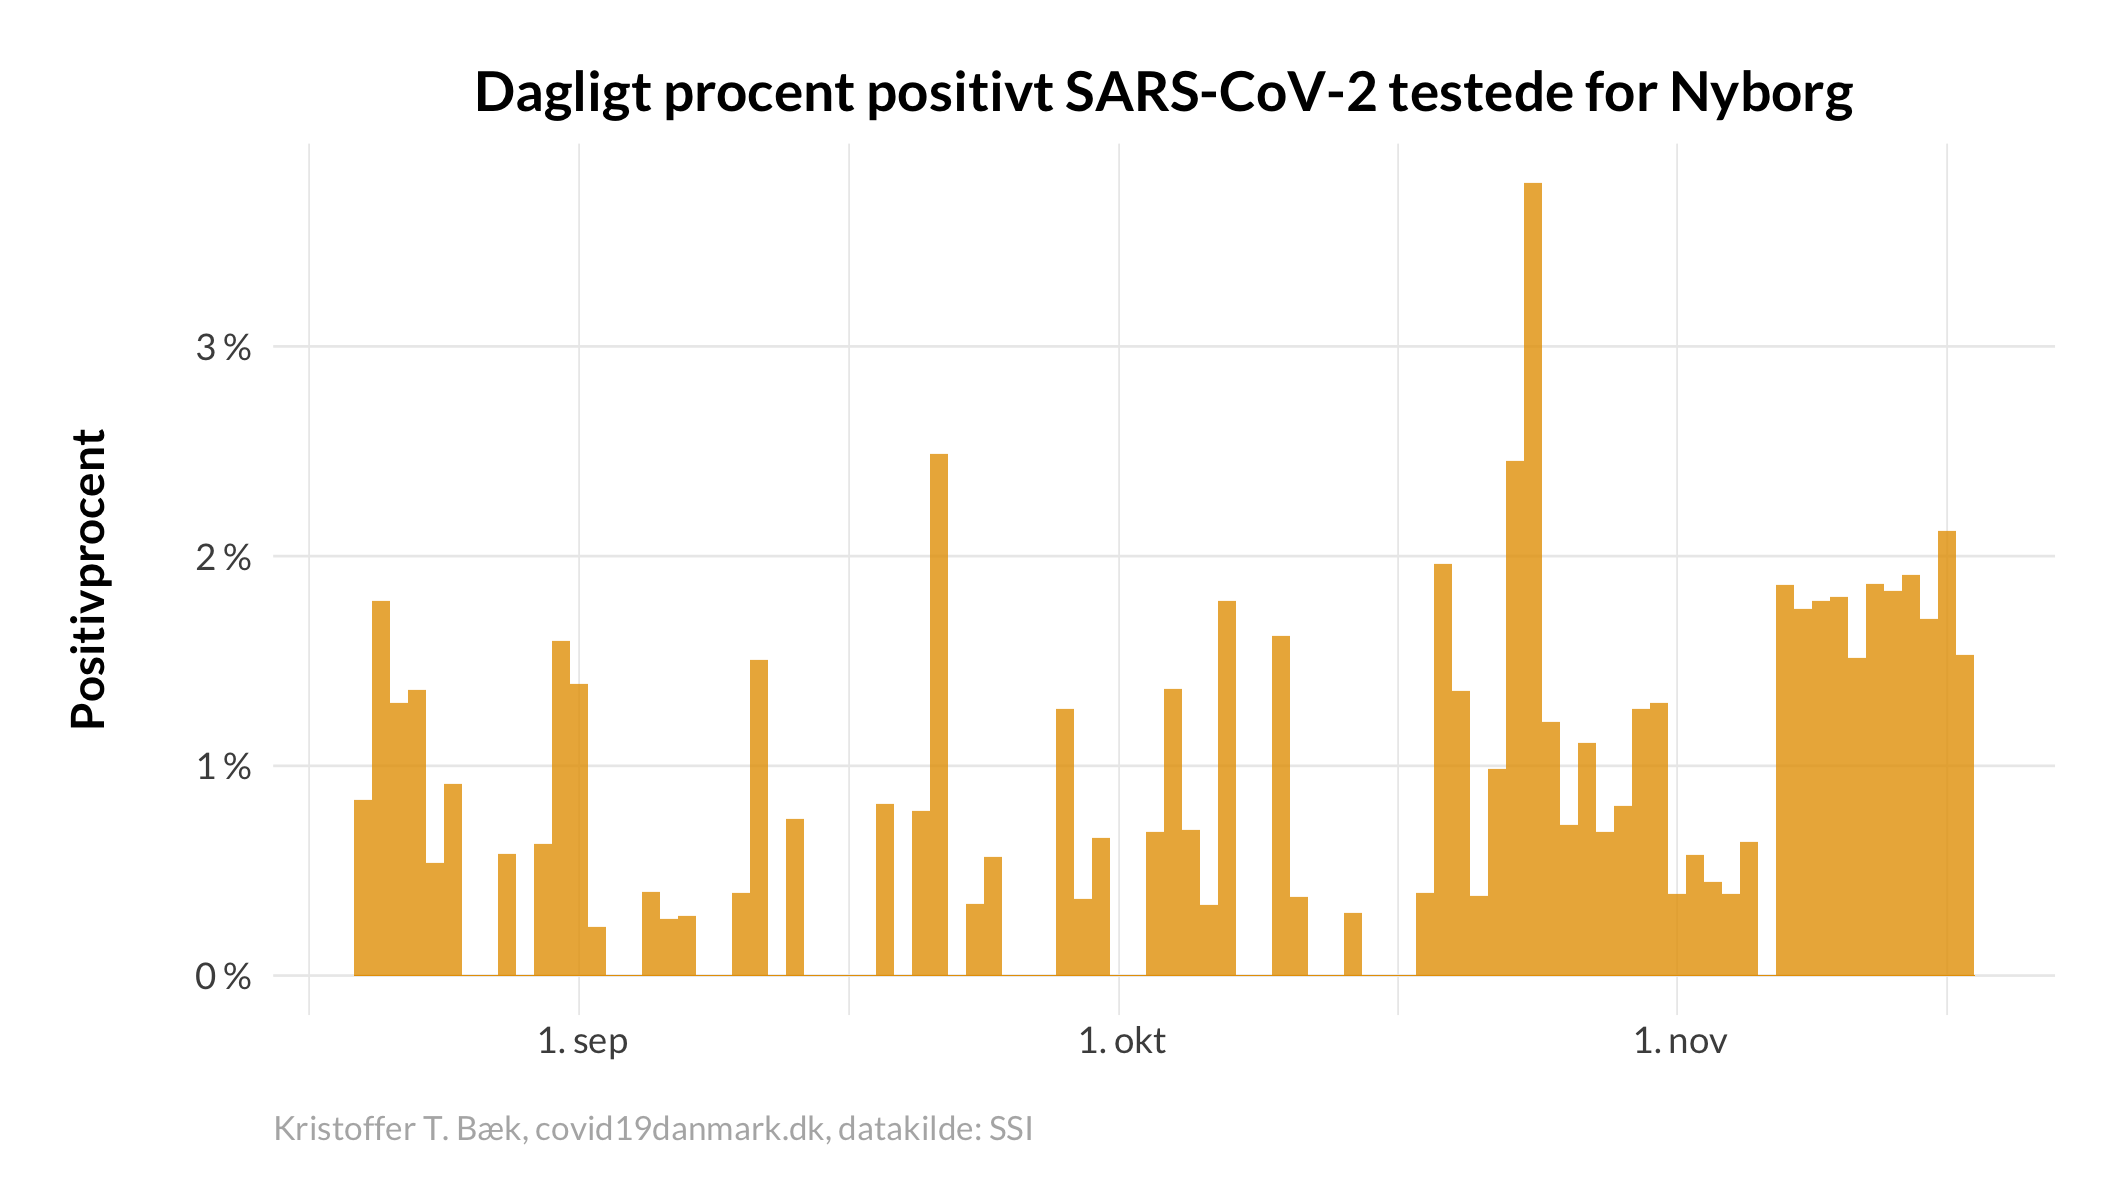 Dagligt procent positivt SARS-CoV-2 testede for Nyborg
Positivprocent
3 %
2 %
1 %
0 %
1. sep
1. okt
1. nov
Kristoffer T. Bæk, covid19danmark.dk, datakilde: SSI